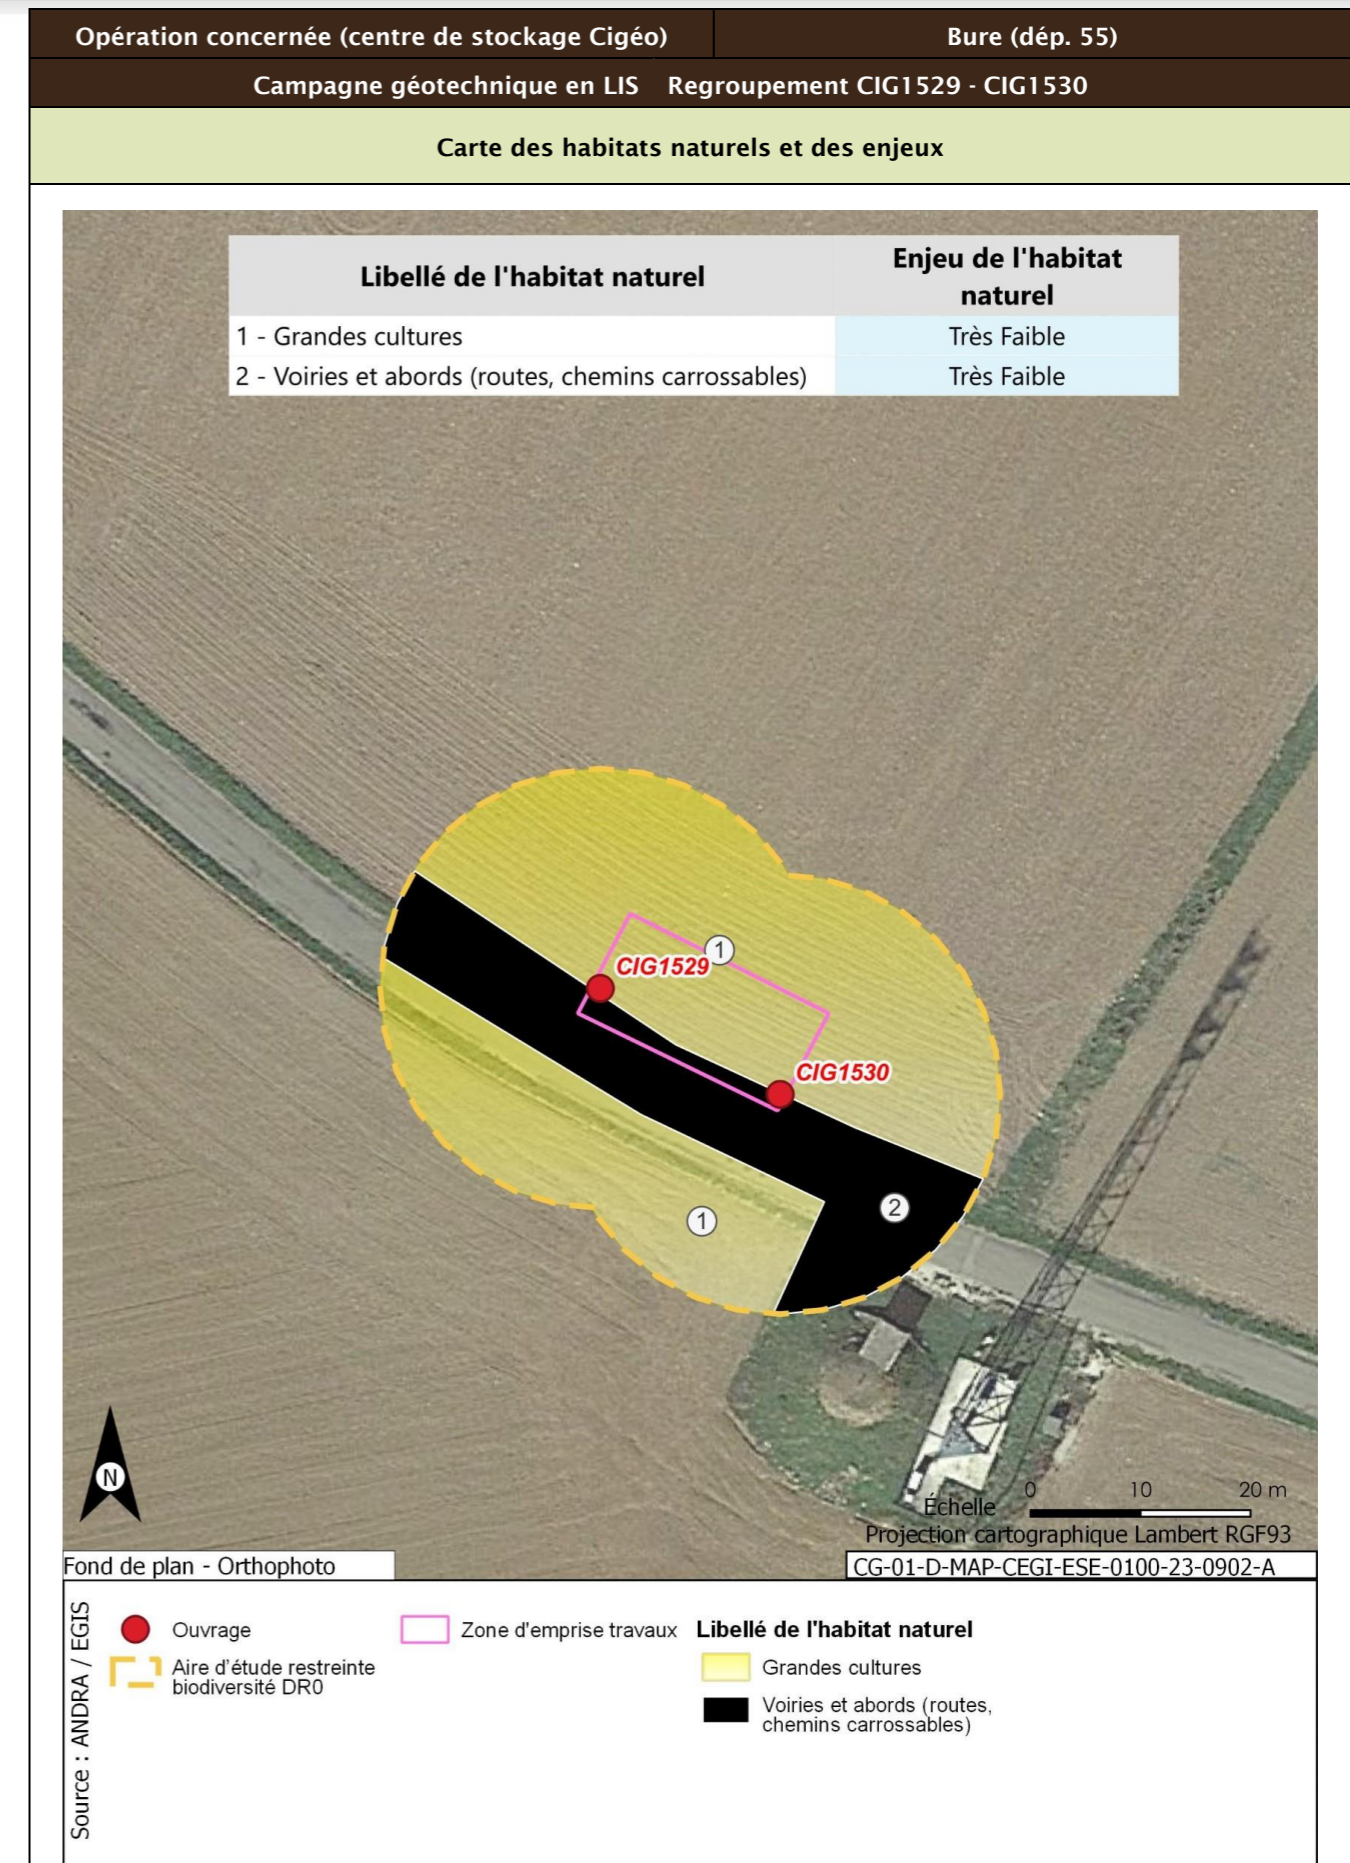 Opération concernée (centre de stockage Cigéo)
Bure (dép. 55)
Campagne géotechnique en LIS Regroupement CIG1529 - CIG1530
Carte des habitats naturels et des enjeux
Libellé de l'habitat naturel
Enjeu de l'habitat
naturel
1 - Grandes cultures
Très Faible
2 - Voiries et abords (routes, chemins carrossables)
Très Faible
1
CIG1529
CIG1530
1
2
N
0 10 20 m
Échelle
Projection cartographique Lambert RGF93
Fond de plan - Orthophoto
CG-01-D-MAP-CEGI-ESE-0100-23-0902-A
Source : ANDRA / EGIS
Ouvrage
Aire d'étude restreinte
biodiversité DR0
Zone d'emprise travaux
Libellé de l'habitat naturel
Grandes cultures
Voiries et abords (routes,
chemins carrossables)